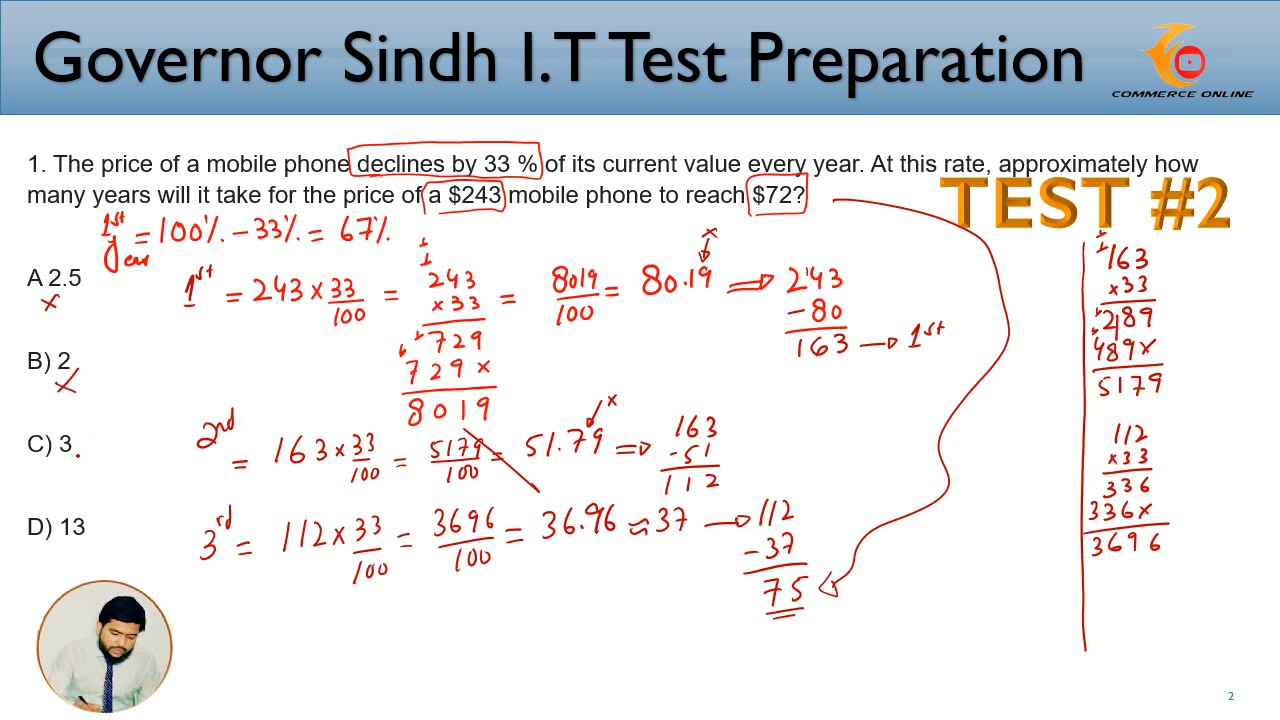 Governor Sindh I.T Test Preparation
COMMERCE ONLINE
1. The price of a mobile phone declines by 33 % of its current value every year. At this rate, approximately how
many years will it take for the price of a $243 mobile phone to reach $72?
TEST #2
1st year = 100% - 33% = 67%
A 2.5
×
B) 2
×
C) 3.
D) 13
1st = 243 × 33/100 = 243 × 33 = 8019/100 = 80.19 ⇒ 243
729
729×
8019
×
-80
163 → 1st
2nd = 163 × 33/100 = 5179/100 = 51.79 ⇒ 163
×
-51
112
3rd = 112 × 33/100 = 3696/100 = 36.96 ≈ 37 → 112
-37
75
163
×33
489×
5179
112
×33
336
336×
3696
2